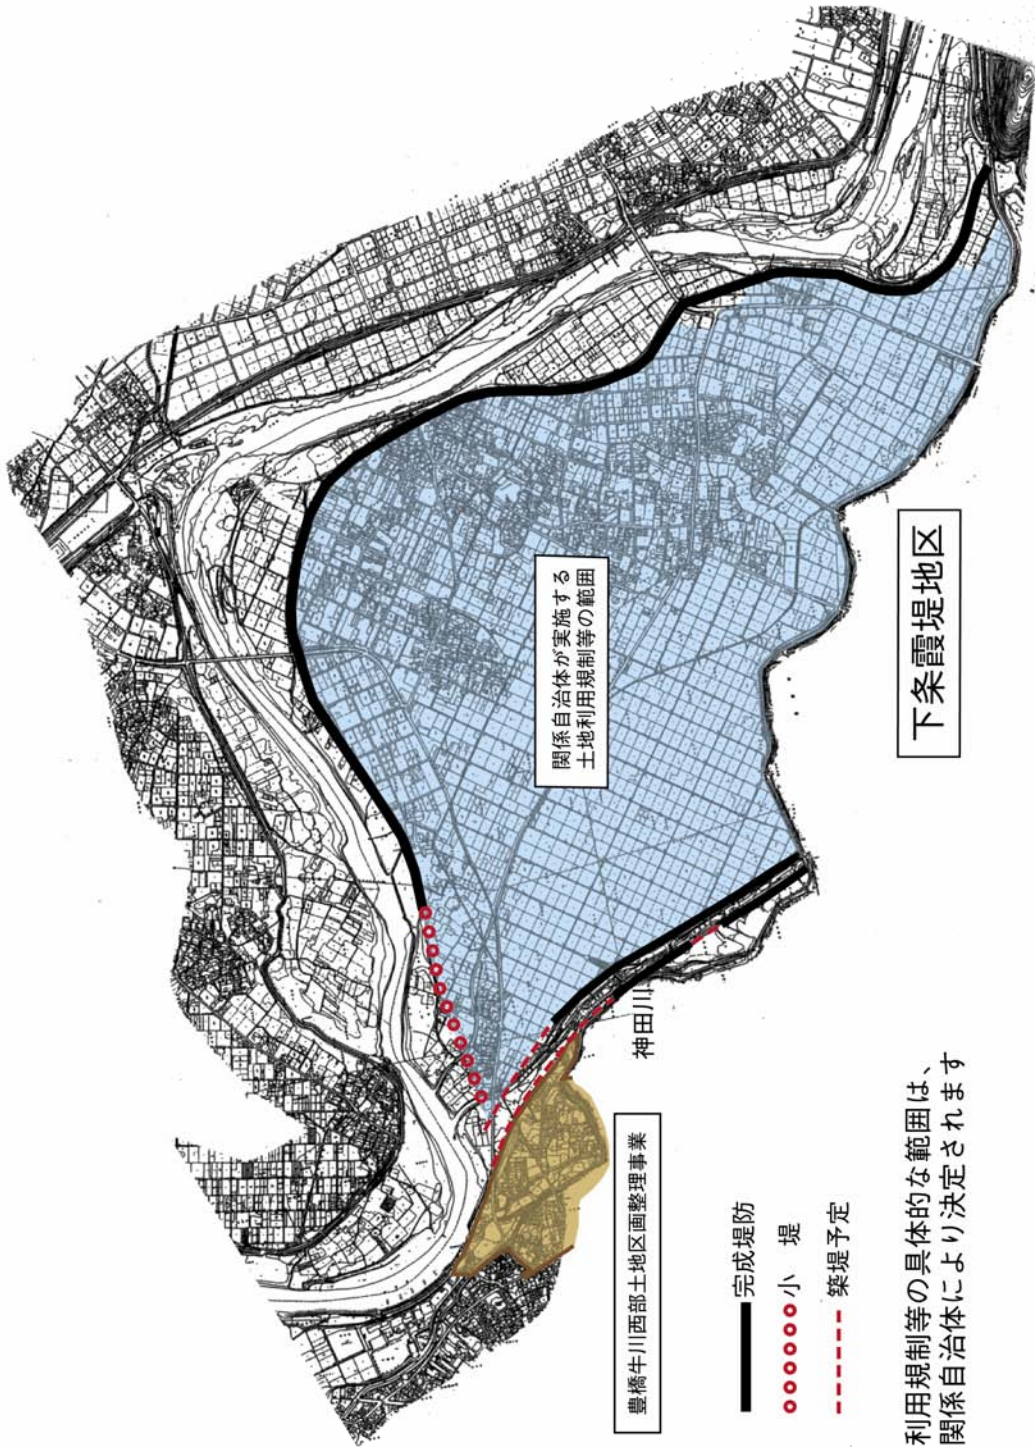 下条霞堤地区
関係自治体が実施する
土地利用規制等の範囲
神田川
豊橋牛川西部土地区画整理事業
完成堤防
小 堤
築堤予定
利用規制等の具体的な範囲は、
関係自治体により決定されます